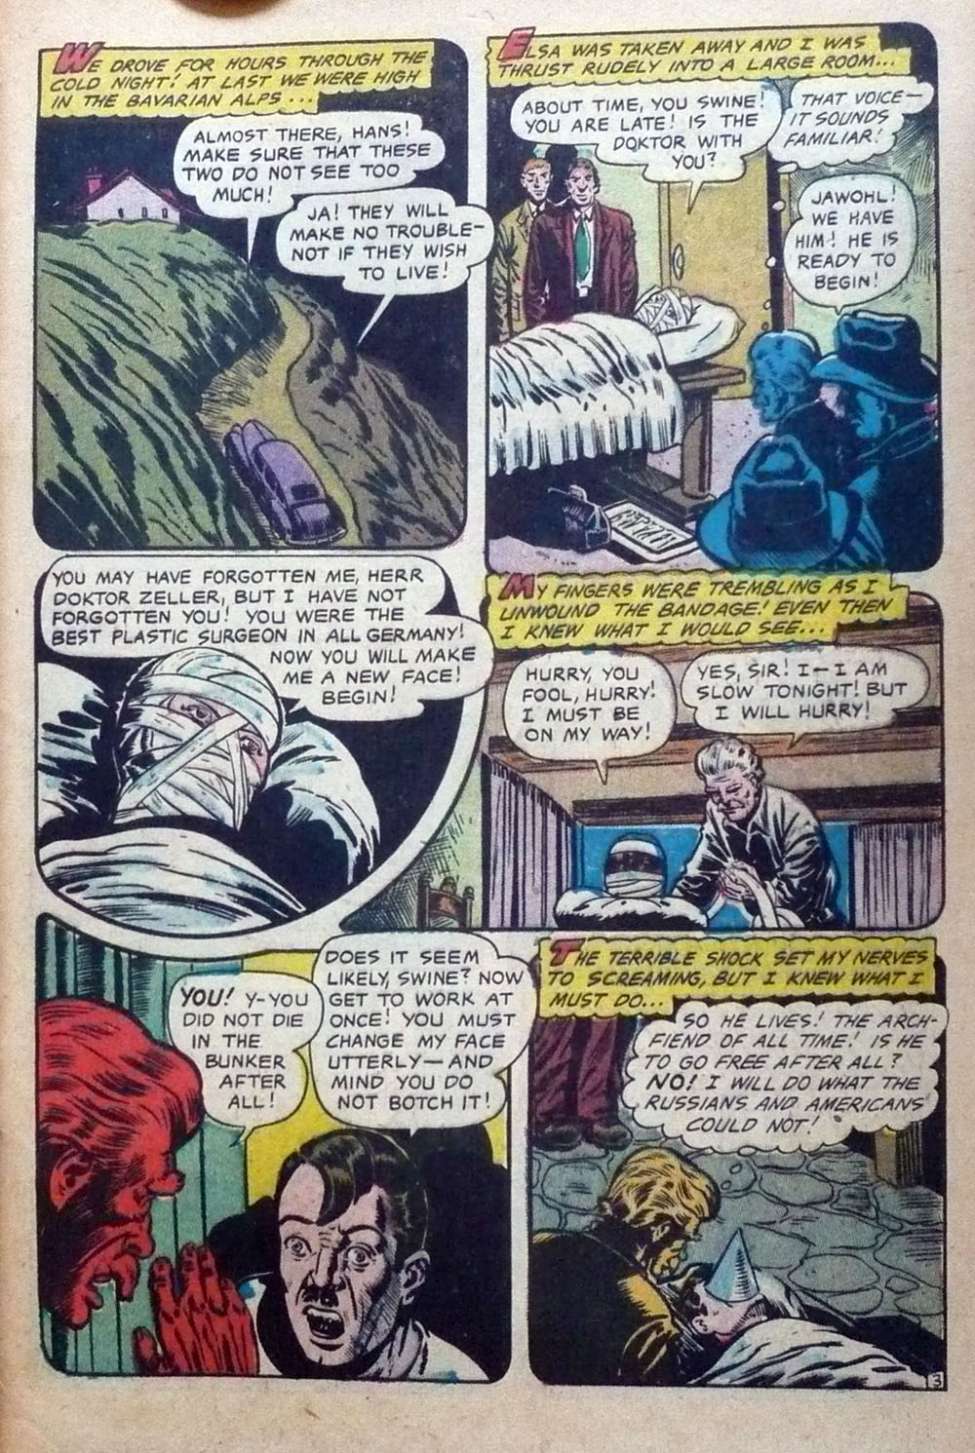 WE DROVE FOR HOURS THROUGH THE
COLD NIGHT! AT LAST WE WERE HIGH
IN THE BAVARIAN ALPS...
ALMOST THERE, HANS!
MAKE SURE THAT THESE
TWO DO NOT SEE TOO
MUCH!
JA! THEY WILL
MAKE NO TROUBLE-
NOT IF THEY WISH
TO LIVE!
ELSA WAS TAKEN AWAY AND I WAS
THRUST RUDELY INTO A LARGE ROOM...
ABOUT TIME, YOU SWINE!
YOU ARE LATE! IS THE
DOKTOR WITH
YOU?
THAT VOICE—
IT SOUNDS
FAMILIAR!
JAWOHL!
WE HAVE
HIM! HE IS
READY TO
BEGIN!
YOU MAY HAVE FORGOTTEN ME, HERR
DOKTOR ZELLER, BUT I HAVE NOT
FORGOTTEN YOU! YOU WERE THE
BEST PLASTIC SURGEON IN ALL GERMANY!
NOW YOU WILL MAKE
ME A NEW FACE!
BEGIN!
MY FINGERS WERE TREMBLING AS I
UNWOUND THE BANDAGE! EVEN THEN
I KNEW WHAT I WOULD SEE...
HURRY, YOU
FOOL, HURRY!
I MUST BE
ON MY WAY!
YES, SIR! I—I AM
SLOW TONIGHT! BUT
I WILL HURRY!
YOU! Y-YOU
DID NOT DIE
IN THE
BUNKER
AFTER
ALL!
DOES IT SEEM
LIKELY, SWINE? NOW
GET TO WORK AT
ONCE! YOU MUST
CHANGE MY FACE
UTTERLY—AND
MIND YOU DO
NOT BOTCH IT!
THE TERRIBLE SHOCK SET MY NERVES
TO SCREAMING, BUT I KNEW WHAT I
MUST DO...
SO HE LIVES! THE ARCH-
FIEND OF ALL TIME! IS HE
TO GO FREE AFTER ALL?
NO! I WILL DO WHAT THE
RUSSIANS AND AMERICANS
COULD NOT!
3